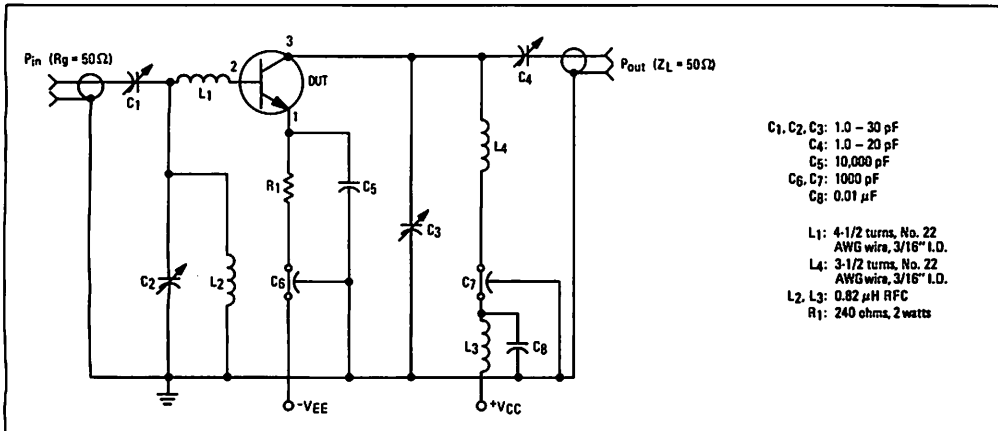 Pin (Rg = 50Ω)
C1
2
L1
3
DUT
1
C4
Pout (ZL = 50Ω)
C2
L2
R1
C5
C6
C3
L4
C7
L3
C8
-VEE
+VCC
C1, C2, C3: 1.0 – 30 pF
C4: 1.0 – 20 pF
C5: 10,000 pF
C6, C7: 1000 pF
C8: 0.01 µF
L1: 4-1/2 turns, No. 22
AWG wire, 3/16" I.D.
L4: 3-1/2 turns, No. 22
AWG wire, 3/16" I.D.
L2, L3: 0.82 µH RFC
R1: 240 ohms, 2 watts